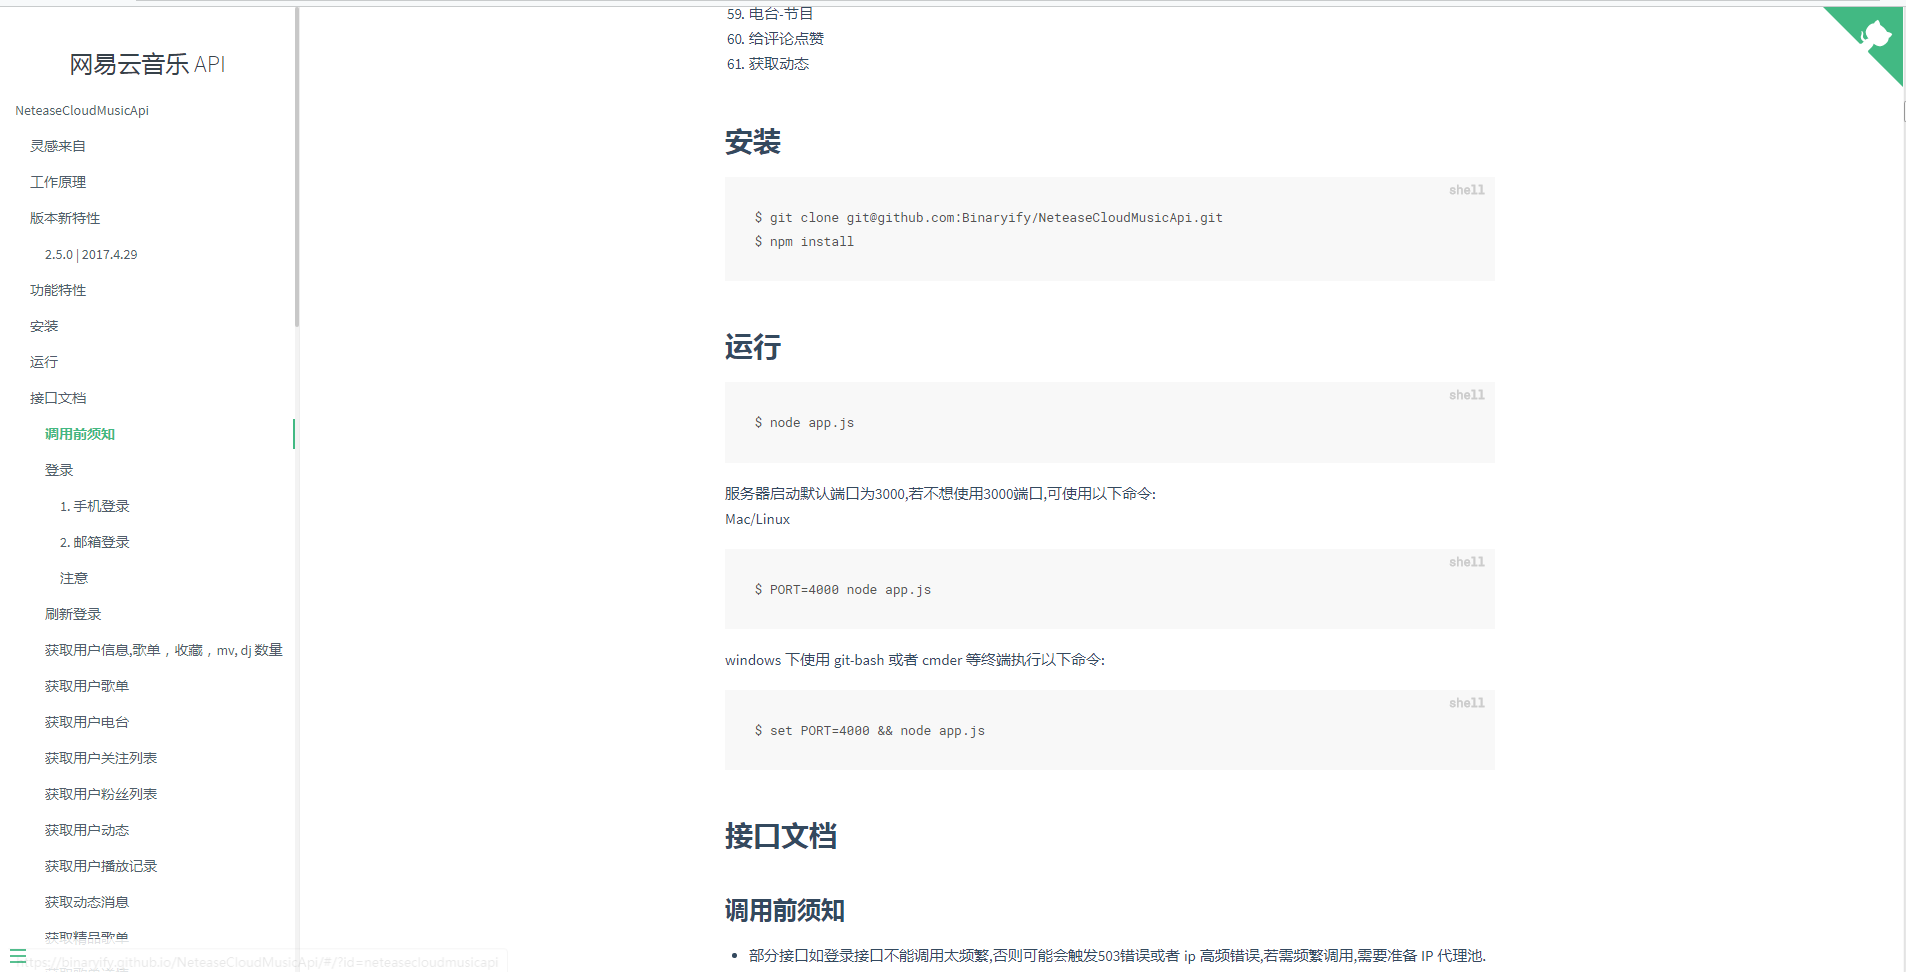 网易云音乐 API
NeteaseCloudMusicApi
灵感来自
工作原理
版本新特性
2.5.0 | 2017.4.29
功能特性
安装
运行
接口文档
调用前须知
登录
1. 手机登录
2. 邮箱登录
注意
刷新登录
获取用户信息,歌单，收藏，mv, dj 数量
获取用户歌单
获取用户电台
获取用户关注列表
获取用户粉丝列表
获取用户动态
获取用户播放记录
获取动态消息
获取精品歌单
https://binaryify.github.io/NeteaseCloudMusicApi/#/?id=neteasecloudmusicapi
59. 电台-节目
60. 给评论点赞
61. 获取动态
安装
shell
$ git clone git@github.com:Binaryify/NeteaseCloudMusicApi.git
$ npm install
运行
shell
$ node app.js
服务器启动默认端口为3000,若不想使用3000端口,可使用以下命令:
Mac/Linux
shell
$ PORT=4000 node app.js
windows 下使用 git-bash 或者 cmder 等终端执行以下命令:
shell
$ set PORT=4000 && node app.js
接口文档
调用前须知
• 部分接口如登录接口不能调用太频繁,否则可能会触发503错误或者 ip 高频错误,若需频繁调用,需要准备 IP 代理池.